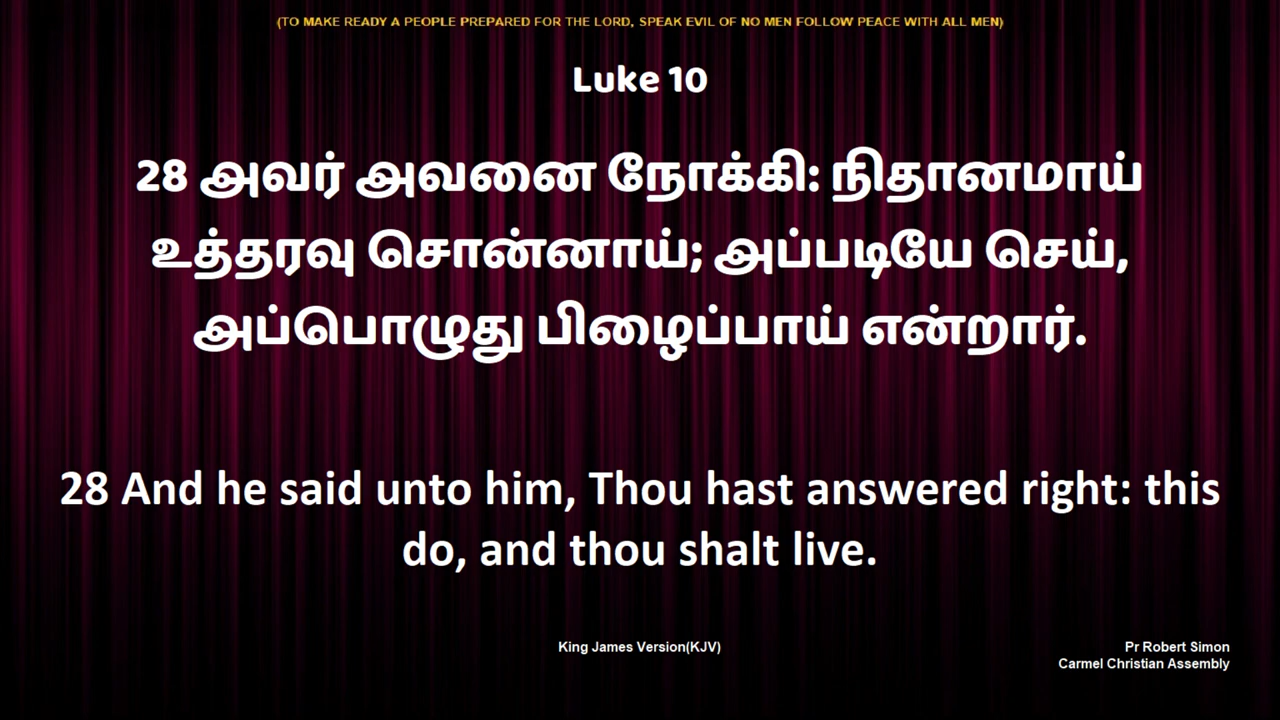 (TO MAKE READY A PEOPLE PREPARED FOR THE LORD, SPEAK EVIL OF NO MEN FOLLOW PEACE WITH ALL MEN)
Luke 10
28 அவர் அவனை நோக்கி: நிதானமாய்
உத்தரவு சொன்னாய்; அப்படியே செய்,
அப்பொழுது பிழைப்பாய் என்றார்.
28 And he said unto him, Thou hast answered right: this
do, and thou shalt live.
King James Version(KJV)
Pr Robert Simon
Carmel Christian Assembly